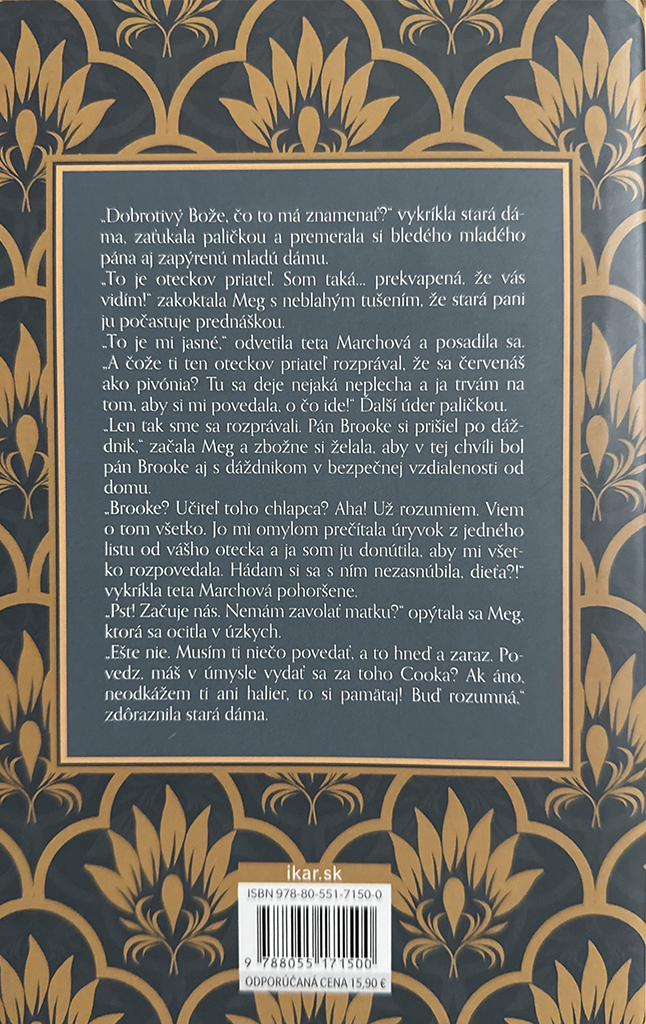 „Dobrotivý Bože, čo to má znamenať?“ vykríkla stará dá-
ma, zaťukala paličkou a premerala si bledého mladého
pána aj zapýrenú mladú dámu.
„To je oteckov priateľ. Som taká... prekvapená, že vás
vidím!“ zakoktala Meg s neblahým tušením, že stará pani
ju počastuje prednáškou.
„To je mi jasné,“ odvetila teta Marchová a posadila sa.
„A čože ti ten oteckov priateľ rozprával, že sa červenáš
ako pivónia? Tu sa deje nejaká neplecha a ja trvám na
tom, aby si mi povedala, o čo ide!“ Ďalší úder paličkou.
„Len tak sme sa rozprávali. Pán Brooke si prišiel po dáž-
dnik,“ začala Meg a zbožne si želala, aby v tej chvíli bol
pán Brooke aj s dáždnikom v bezpečnej vzdialenosti od
domu.
„Brooke? Učiteľ toho chlapca? Aha! Už rozumiem. Viem
o tom všetko. Jo mi omylom prečítala úryvok z jedného
listu od vášho otecka a ja som ju donútila, aby mi všet-
ko rozpovedala. Hádam si sa s ním nezasnúbila, dieťa?!“
vykríkla teta Marchová pohoršene.
„Pst! Začuje nás. Nemám zavolať matku?“ opýtala sa Meg,
ktorá sa ocitla v úzkych.
„Ešte nie. Musím ti niečo povedať, a to hneď a zaraz. Po-
vedz, máš v úmysle vydať sa za toho Cooka? Ak áno,
neodkážem ti ani halier, to si pamätaj! Buď rozumná,“
zdôraznila stará dáma.
ikar.sk
ISBN 978-80-551-7150-0
9 788055 171500
ODPORÚČANÁ CENA 15,90 €